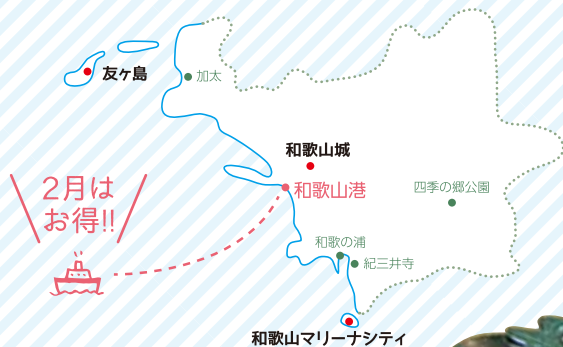 友ヶ島
加太
和歌山城
2月は
お得!!
和歌山港
四季の郷公園
和歌の浦
紀三井寺
和歌山マリーナシティ